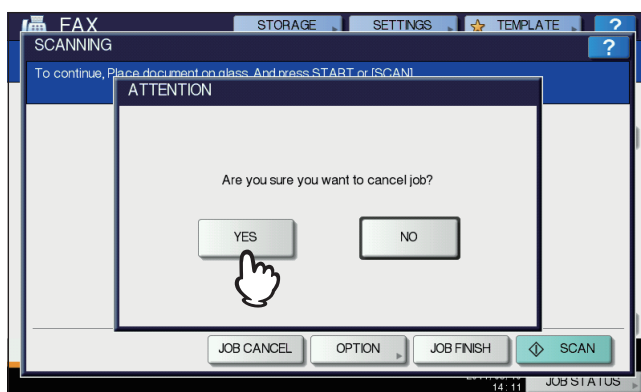 FAX STORAGE SETTINGS TEMPLATE ?
SCANNING ?
To continue, Place document on glass. And press START or [SCAN]
ATTENTION
Are you sure you want to cancel job?
YES NO
JOB CANCEL OPTION JOB FINISH SCAN
14:11 JOB STATUS